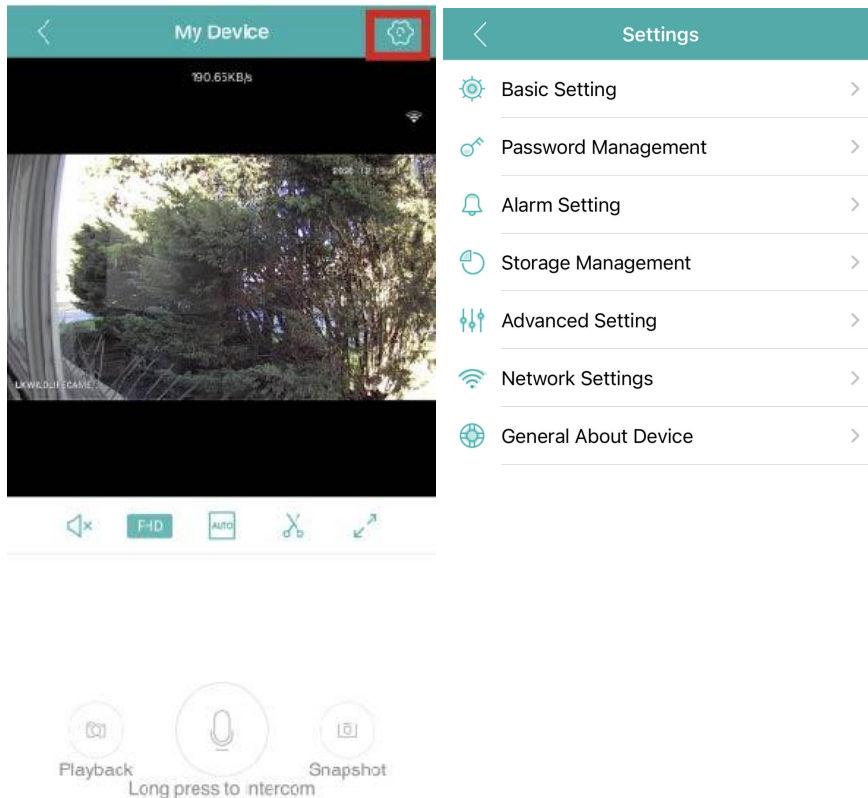 My Device
190.65KB/s
FHD
AUTO
Playback
Snapshot
Long press to intercom
Settings
Basic Setting
Password Management
Alarm Setting
Storage Management
Advanced Setting
Network Settings
General About Device